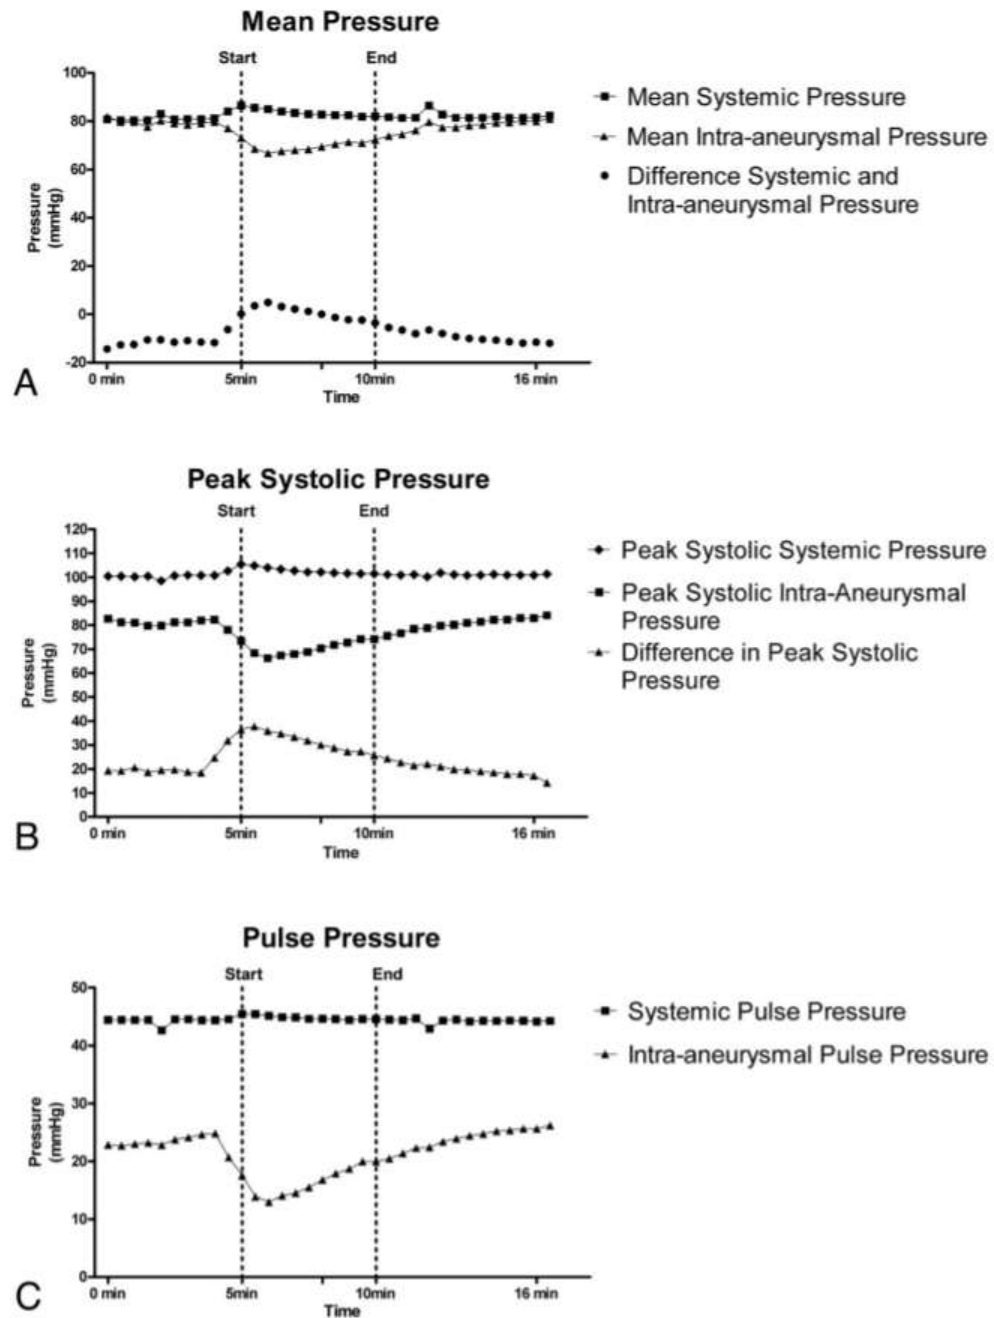 A
Mean Pressure
Start End
100
80
60
40
20
0
-20
Pressure
(mmHg)
0 min 5min 10min 16 min
Time
Mean Systemic Pressure
Mean Intra-aneurysmal Pressure
Difference Systemic and
Intra-aneurysmal Pressure
B
Peak Systolic Pressure
Start End
120
110
100
90
80
70
60
50
40
30
20
10
0
Pressure
(mmHg)
0 min 5min 10min 16 min
Time
Peak Systolic Systemic Pressure
Peak Systolic Intra-Aneurysmal
Pressure
Difference in Peak Systolic
Pressure
C
Pulse Pressure
Start End
50
40
30
20
10
0
Pressure
(mmHg)
0 min 5min 10min 16 min
Time
Systemic Pulse Pressure
Intra-aneurysmal Pulse Pressure